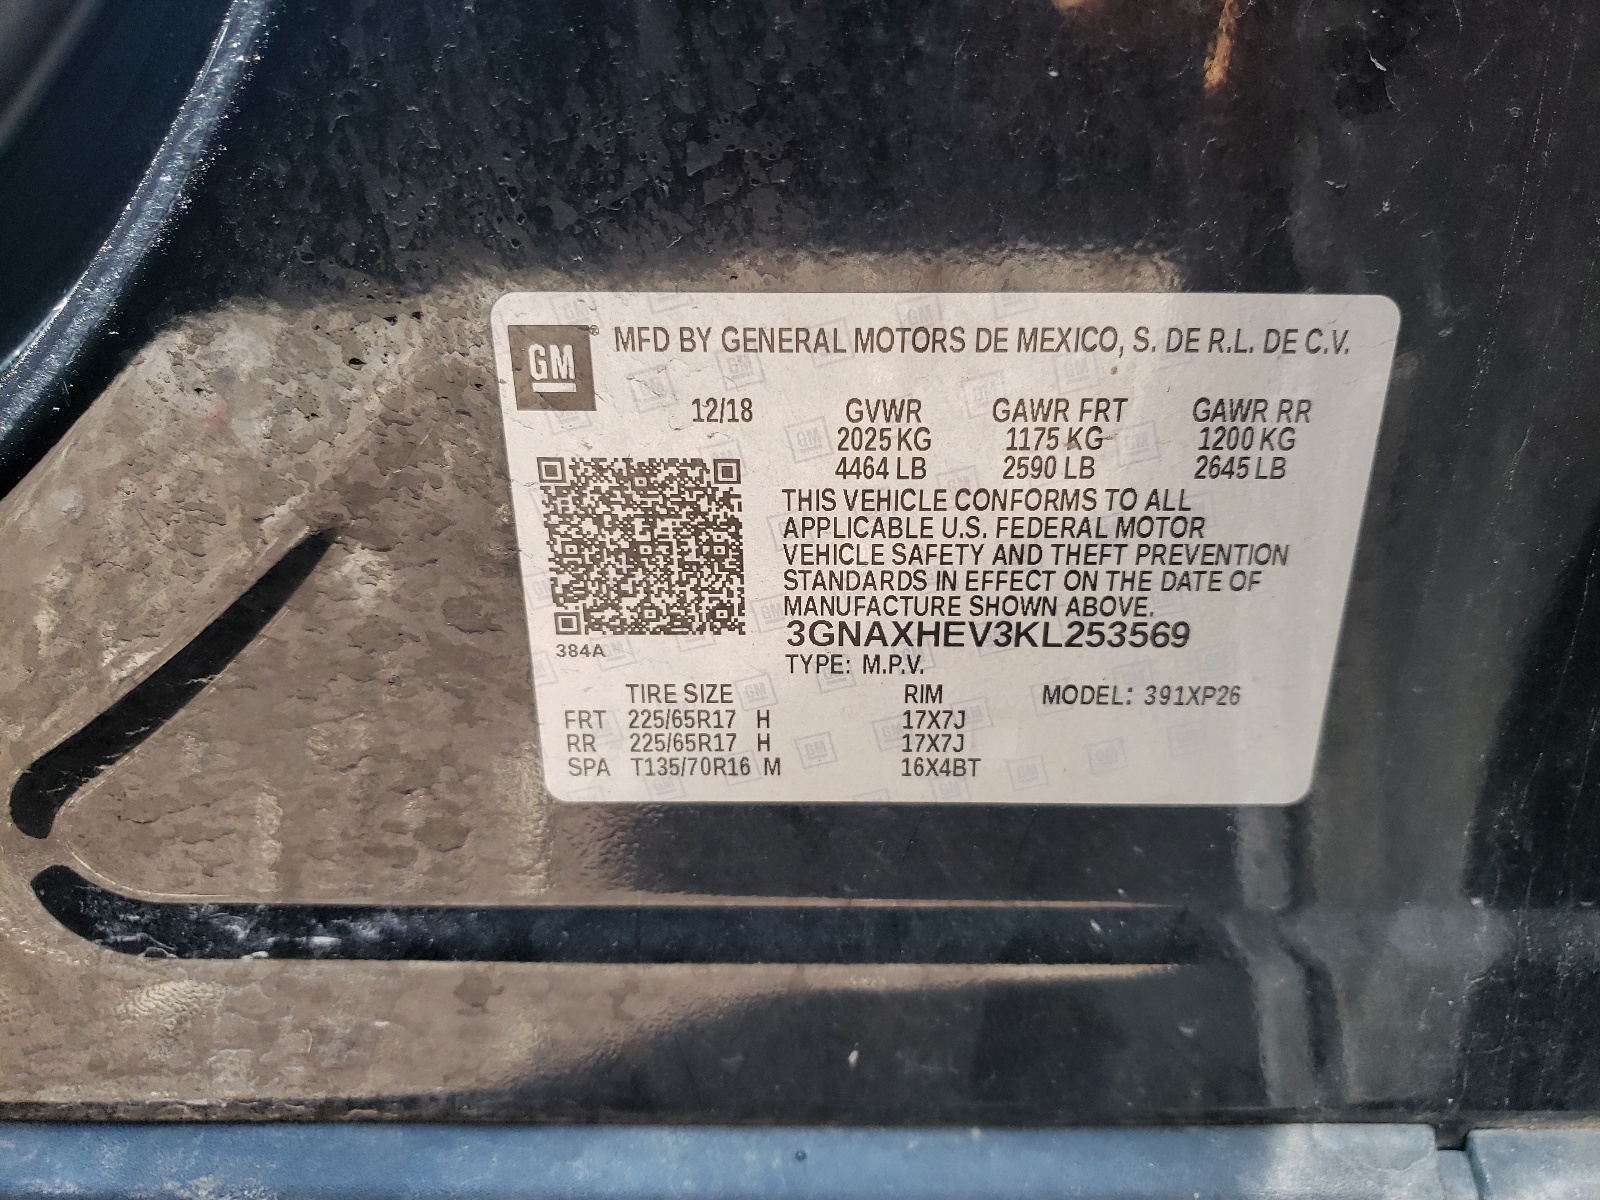 GM® MFD BY GENERAL MOTORS DE MEXICO, S. DE R.L. DE C.V.
12/18 GVWR GAWR FRT GAWR RR
2025 KG 1175 KG 1200 KG
4464 LB 2590 LB 2645 LB
THIS VEHICLE CONFORMS TO ALL
APPLICABLE U.S. FEDERAL MOTOR
VEHICLE SAFETY AND THEFT PREVENTION
STANDARDS IN EFFECT ON THE DATE OF
MANUFACTURE SHOWN ABOVE.
3GNAXHEV3KL253569
384A
TYPE: M.P.V.
TIRE SIZE RIM MODEL: 391XP26
FRT 225/65R17 H 17X7J
RR 225/65R17 H 17X7J
SPA T135/70R16 M 16X4BT